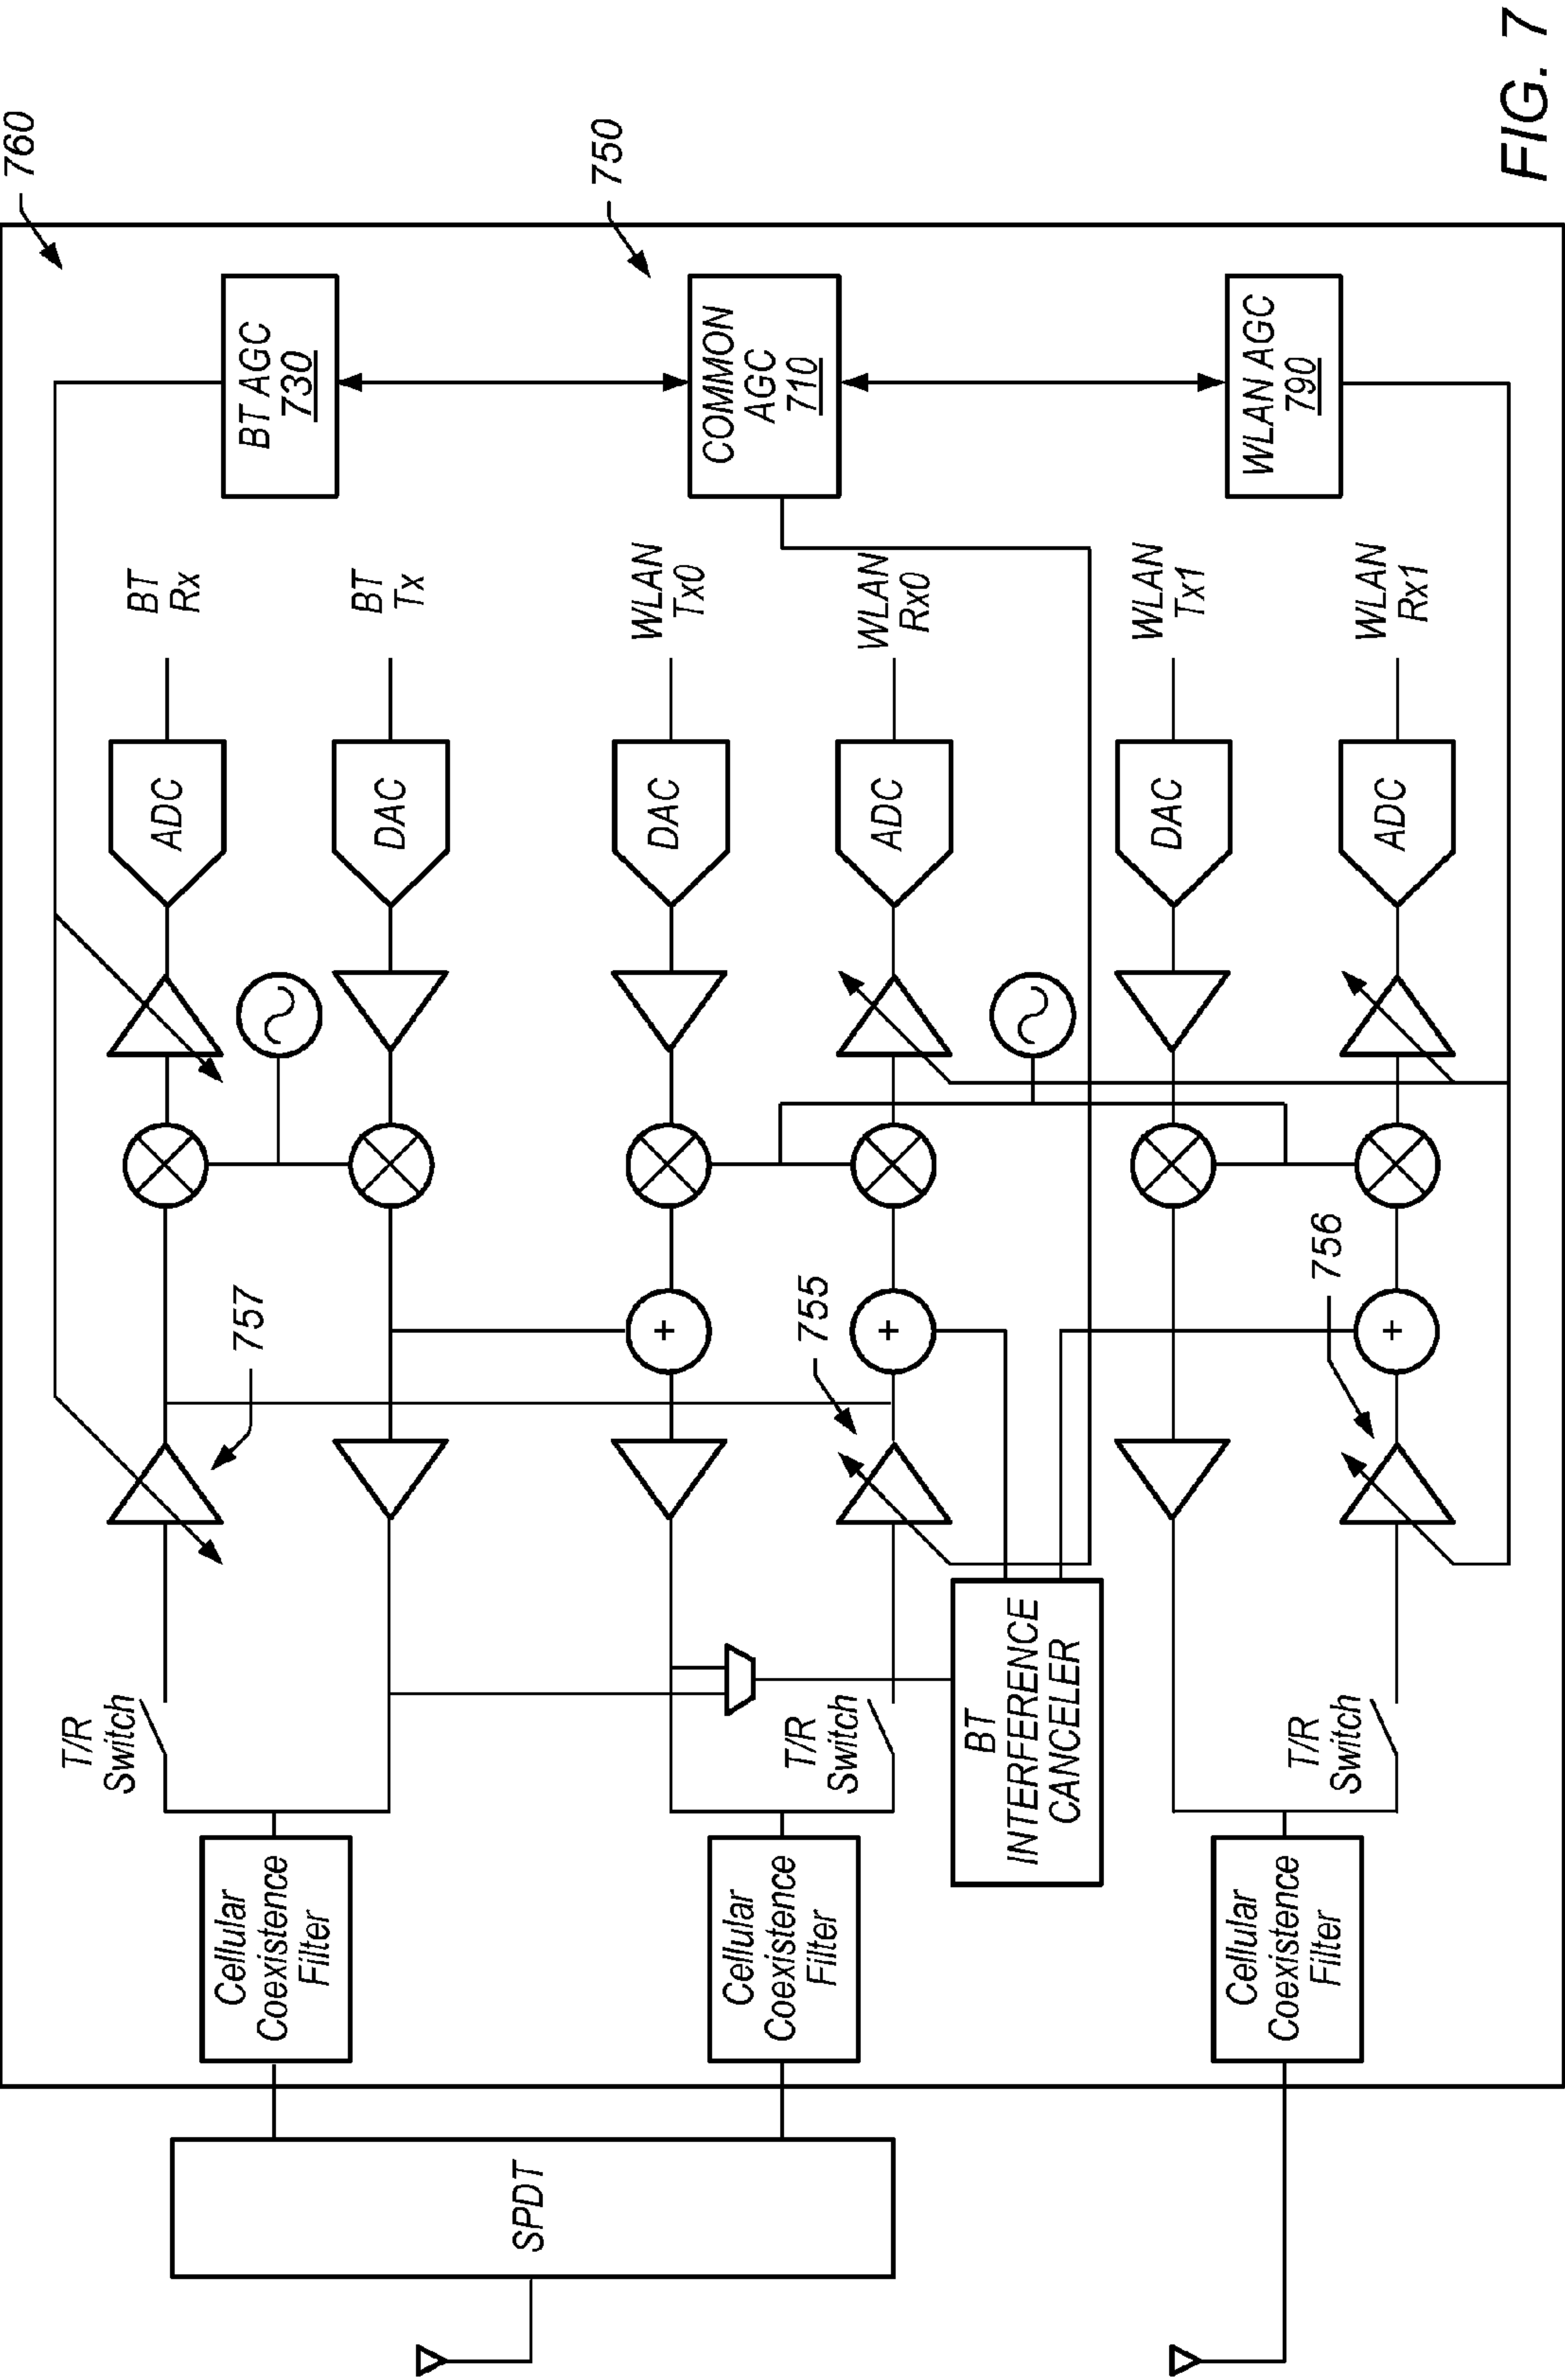 760
750
BT AGC
730
COMMON
AGC
710
WLAN AGC
790
BT
Rx
BT
Tx
WLAN
Tx0
WLAN
Rx0
WLAN
Tx1
WLAN
Rx1
ADC
DAC
DAC
ADC
DAC
ADC
757
+
755
+
756
+
T/R
Switch
T/R
Switch
T/R
Switch
BT
INTERFERENCE
CANCELER
Cellular
Coexistence
Filter
Cellular
Coexistence
Filter
Cellular
Coexistence
Filter
SPDT
FIG. 7